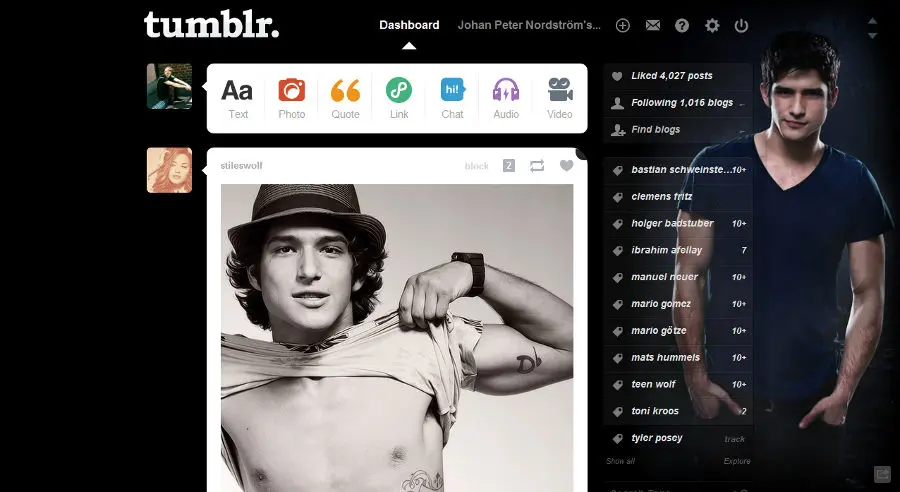 tumblr.
Dashboard
Johan Peter Nordström's...
Aa
hi!
Text
Photo
Quote
Link
Chat
Audio
Video
stileswolf
block
2
Liked 4,027 posts
Following 1,016 blogs
Find blogs
bastian schweinste...10+
clemens fritz
holger badstuber 10+
ibrahim afellay 7
manuel neuer 10+
mario gomez 10+
mario götze 10+
mats hummels 10+
teen wolf 10+
toni kroos 2
tyler posey track
Show all Explore